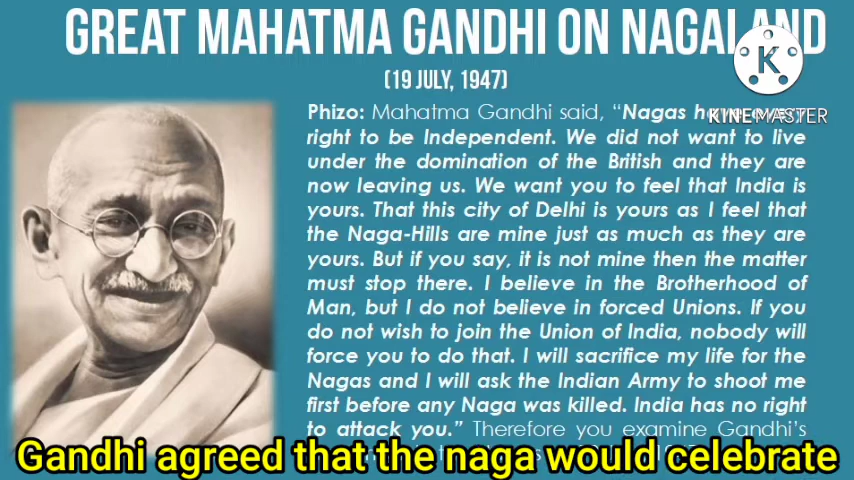 GREAT MAHATMA GANDHI ON NAGALAND
(19 JULY, 1947)
K
KINEMASTER
Phizo: Mahatma Gandhi said, "Nagas have every
right to be Independent. We did not want to live
under the domination of the British and they are
now leaving us. We want you to feel that India is
yours. That this city of Delhi is yours as I feel that
the Naga-Hills are mine just as much as they are
yours. But if you say, it is not mine then the matter
must stop there. I believe in the Brotherhood of
Man, but I do not believe in forced Unions. If you
do not wish to join the Union of India, nobody will
force you to do that. I will sacrifice my life for the
Nagas and I will ask the Indian Army to shoot me
first before any Naga was killed. India has no right
to attack you." Therefore you examine Gandhi's
Gandhi agreed that the naga would celebrate